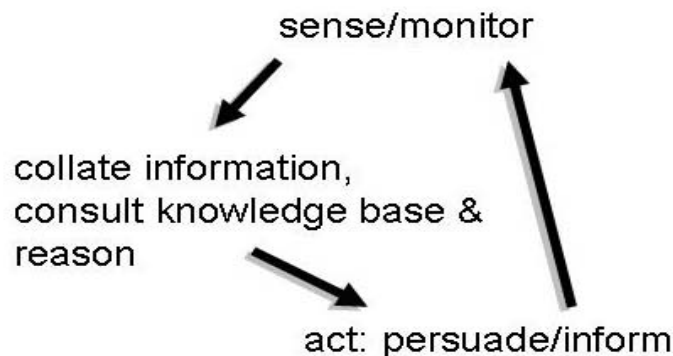 sense/monitor
collate information,
consult knowledge base &
reason
act: persuade/inform